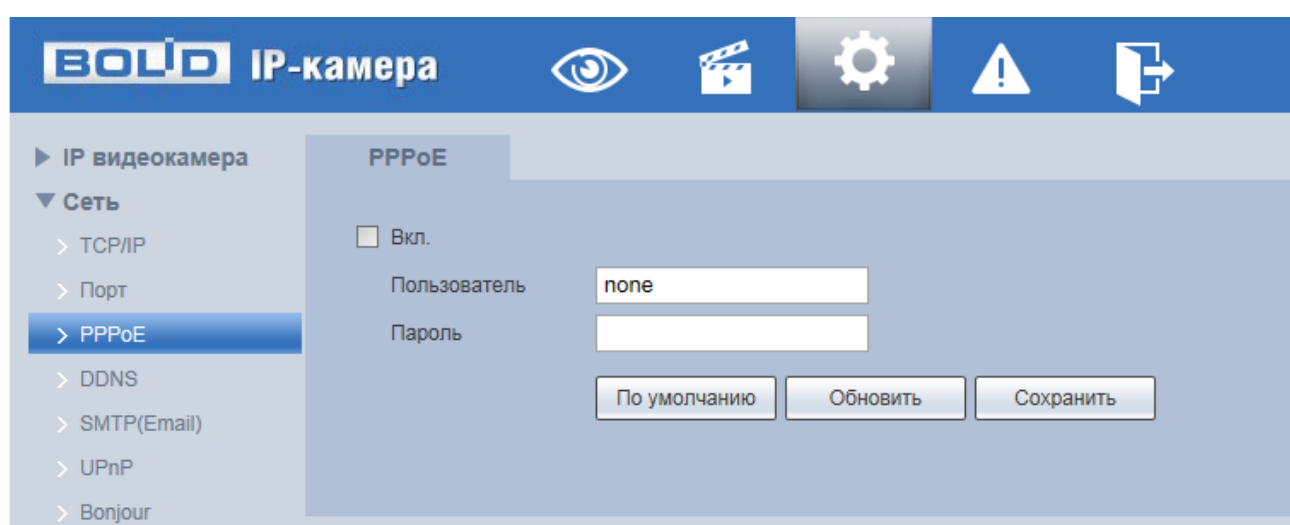 BOLID IP-камера
IP видеокамера
PPPoE
Сеть
TCP/IP
Вкл.
Порт
Пользователь none
PPPoE
Пароль
DDNS
По умолчанию Обновить Сохранить
SMTP(Email)
UPnP
Bonjour